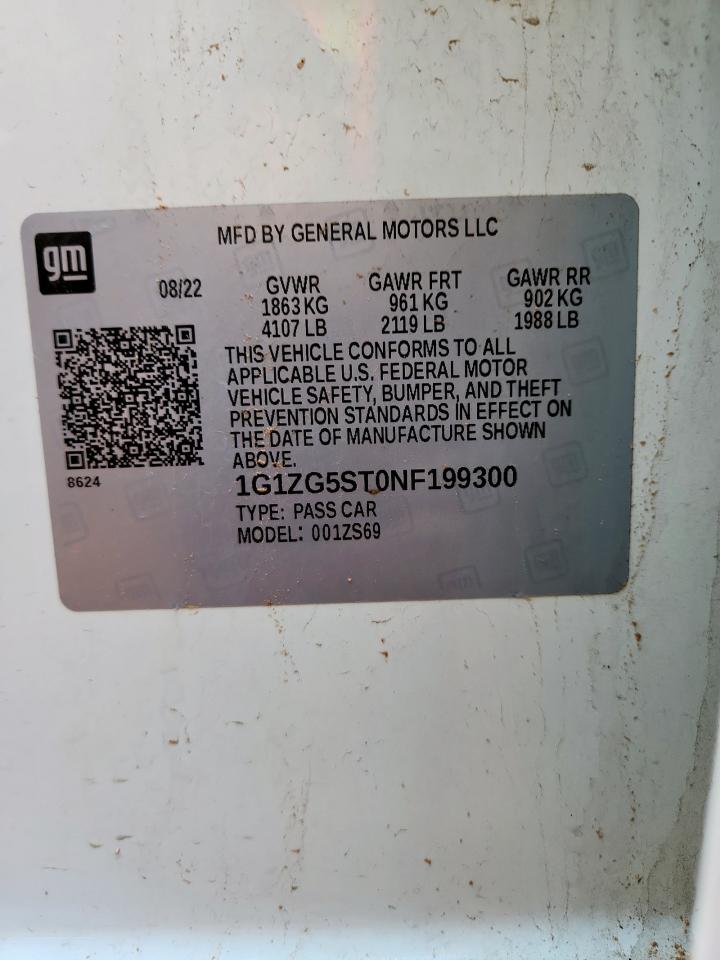 gm
MFD BY GENERAL MOTORS LLC
08/22
GVWR
1863 KG
4107 LB
GAWR FRT
961 KG
2119 LB
GAWR RR
902 KG
1988 LB
THIS VEHICLE CONFORMS TO ALL
APPLICABLE U.S. FEDERAL MOTOR
VEHICLE SAFETY, BUMPER, AND THEFT
PREVENTION STANDARDS IN EFFECT ON
THE DATE OF MANUFACTURE SHOWN
ABOVE.
8624
1G1ZG5ST0NF199300
TYPE: PASS CAR
MODEL: 001ZS69